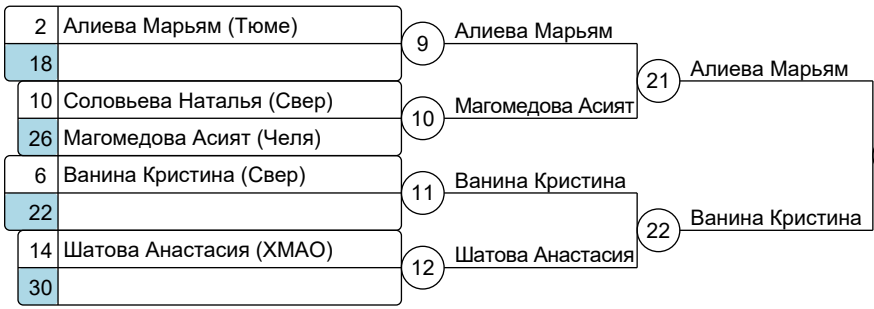 2 Алиева Марьям (Тюме)
18
9 Алиева Марьям
10 Соловьева Наталья (Свер)
26 Магомедова Асият (Челя)
10 Магомедова Асият
21 Алиева Марьям
6 Ванина Кристина (Свер)
22
11 Ванина Кристина
14 Шатова Анастасия (ХМАО)
30
12 Шатова Анастасия
22 Ванина Кристина